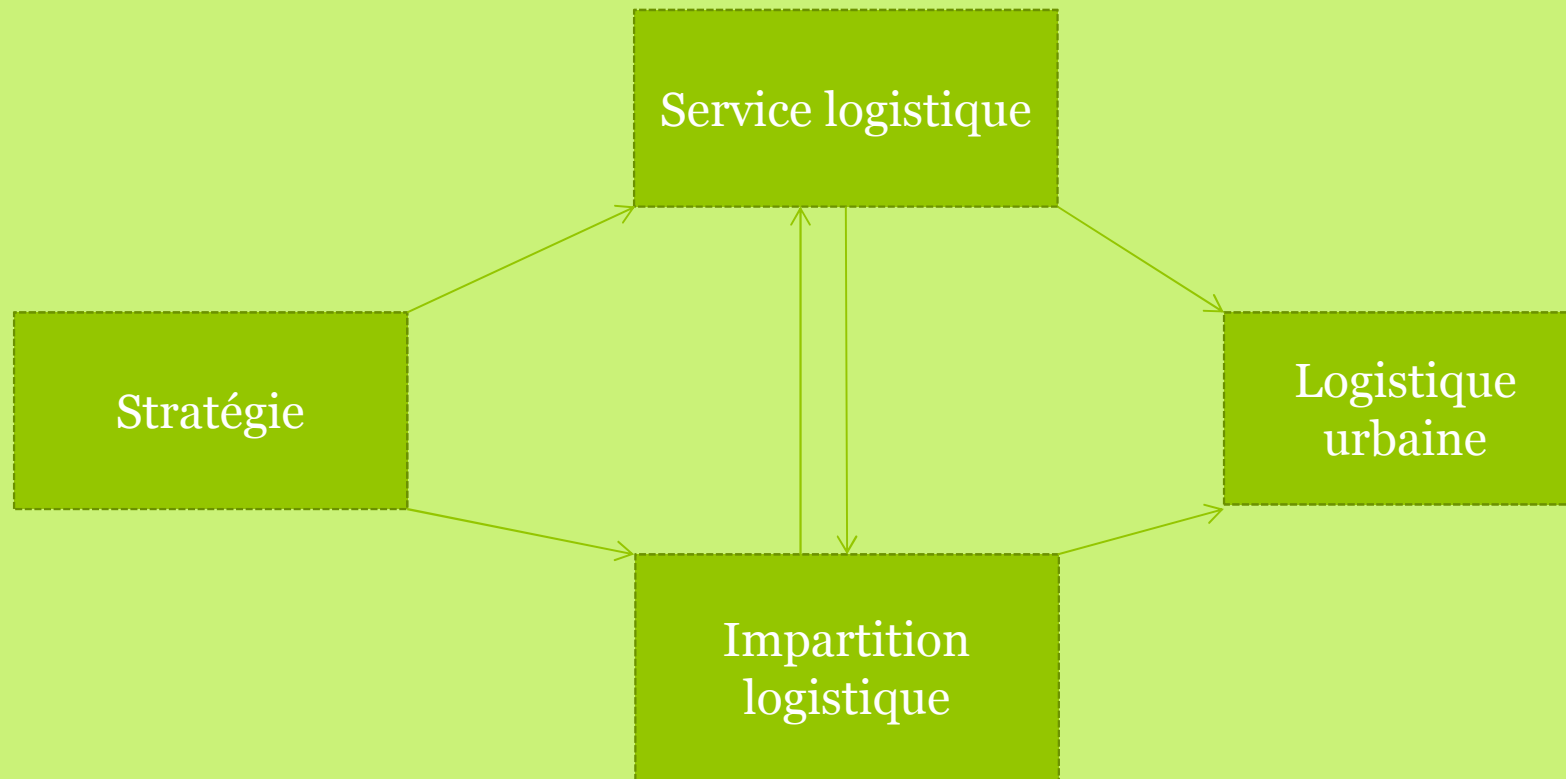 Service logistique
Stratégie
Logistique
urbaine
Impartition
logistique